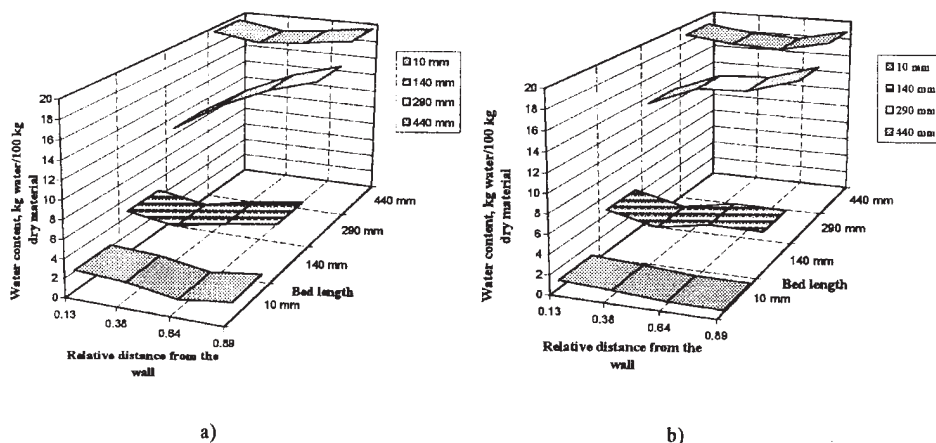 Water content, kg water/100 kg
dry material
20
18
16
14
12
10
8
6
4
2
0
0.13
0.38
0.64
0.89
Relative distance from the
wall
10 mm
140 mm
290 mm
440 mm
Bed length
10 mm
140 mm
290 mm
440 mm
a)
Water content, kg water/100 kg
dry material
20
18
16
14
12
10
8
6
4
2
0
0.13
0.38
0.64
0.89
Relative distance from the
wall
10 mm
140 mm
290 mm
440 mm
Bed length
10 mm
140 mm
290 mm
440 mm
b)